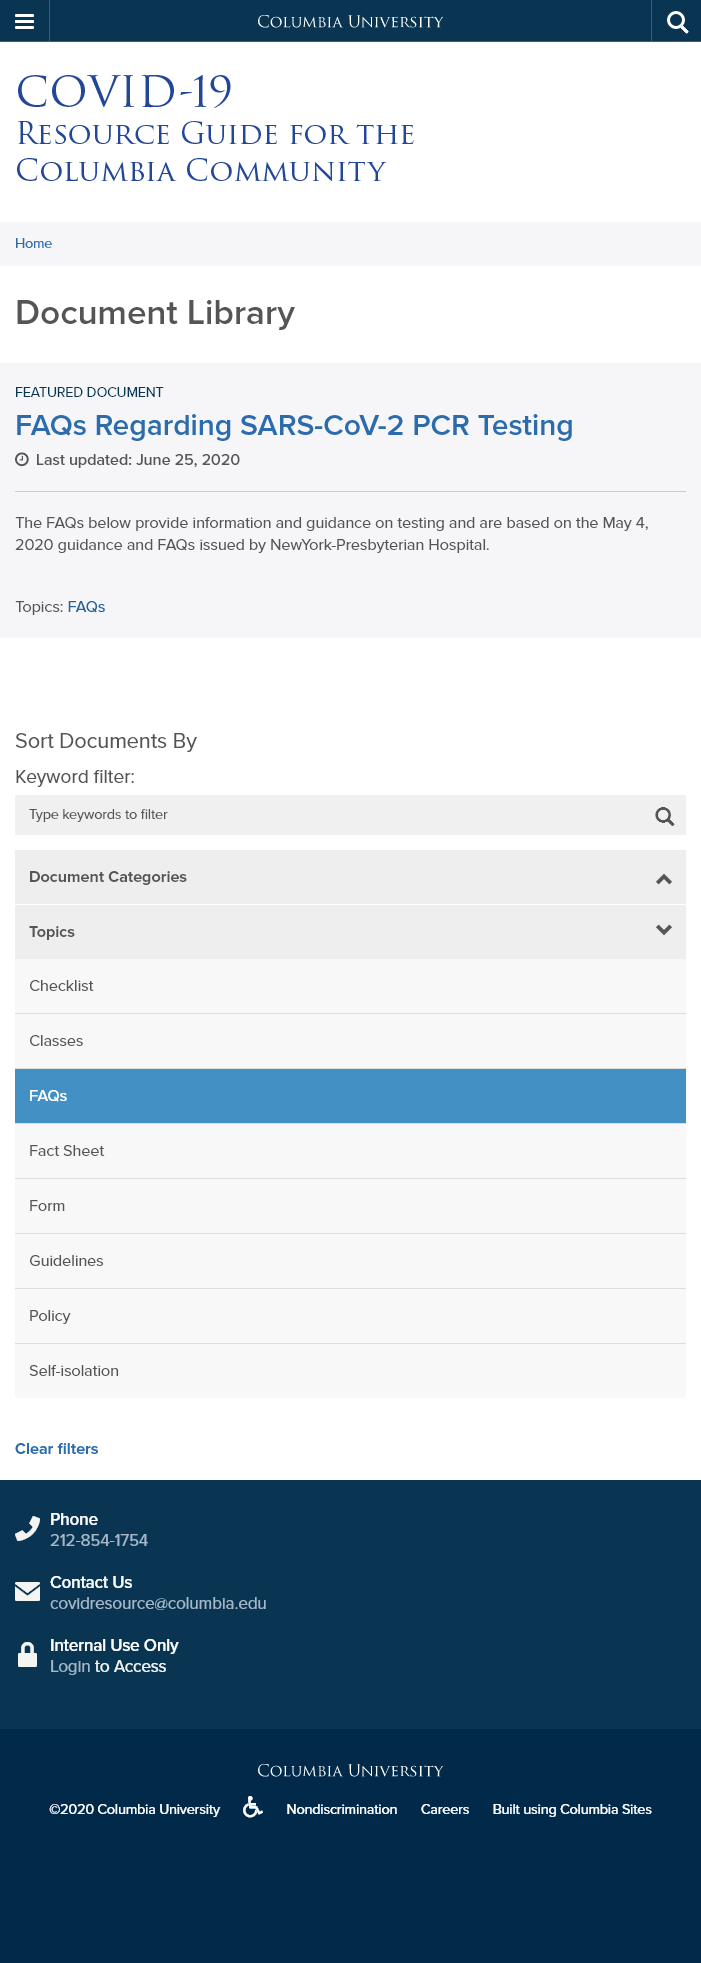 Columbia University
COVID-19
Resource Guide for the
Columbia Community
Home
Document Library
FEATURED DOCUMENT
FAQs Regarding SARS-CoV-2 PCR Testing
Last updated: June 25, 2020
The FAQs below provide information and guidance on testing and are based on the May 4,
2020 guidance and FAQs issued by NewYork-Presbyterian Hospital.
Topics: FAQs
Sort Documents By
Keyword filter:
Type keywords to filter
Document Categories
Topics
Checklist
Classes
FAQs
Fact Sheet
Form
Guidelines
Policy
Self-isolation
Clear filters
Phone
212-854-1754
Contact Us
covidresource@columbia.edu
Internal Use Only
Login to Access
Columbia University
©2020 Columbia University Nondiscrimination Careers Built using Columbia Sites